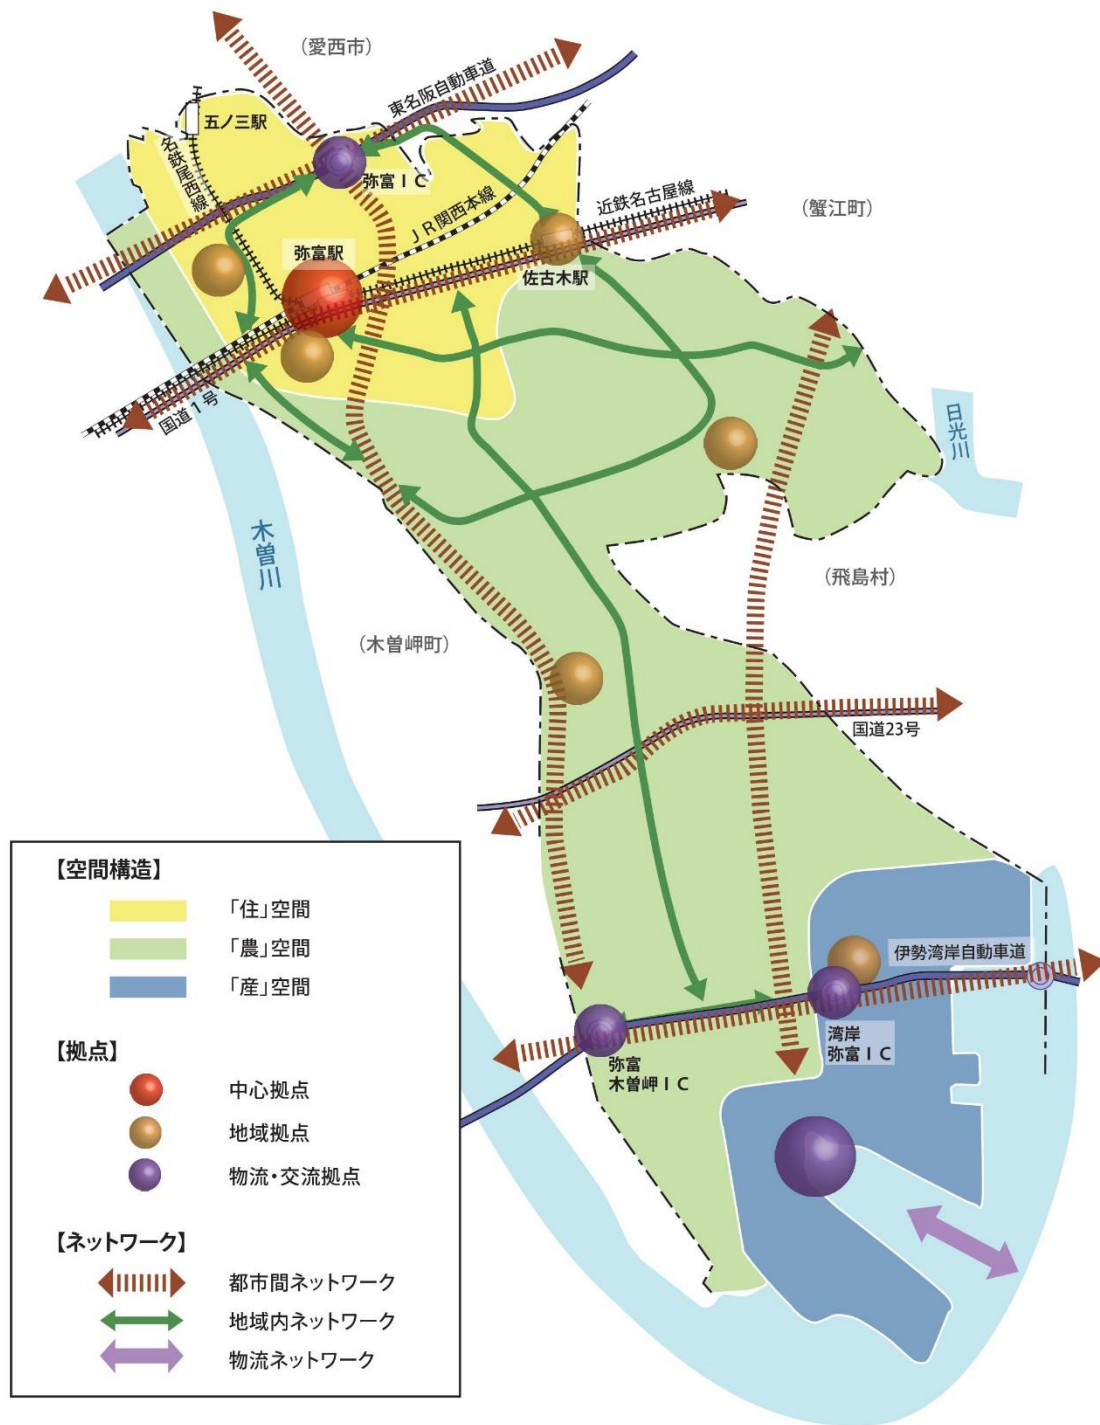 (愛西市)
東名阪自動車道
五ノ三駅
名鉄尾西線
弥富ＩＣ
ＪＲ関西本線
近鉄名古屋線
(蟹江町)
弥富駅
佐古木駅
国道１号
日光川
木曽川
(飛島村)
(木曽岬町)
国道23号
伊勢湾岸自動車道
湾岸
弥富ＩＣ
弥富
木曽岬ＩＣ
【空間構造】
「住」空間
「農」空間
「産」空間
【拠点】
中心拠点
地域拠点
物流・交流拠点
【ネットワーク】
都市間ネットワーク
地域内ネットワーク
物流ネットワーク